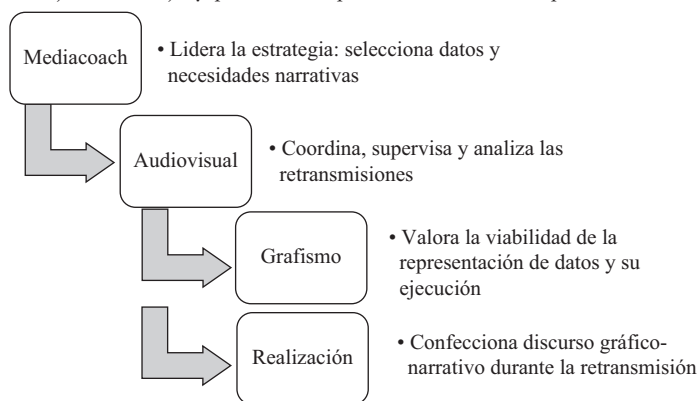 Mediacoach
• Lidera la estrategia: selecciona datos y
necesidades narrativas
Audiovisual
• Coordina, supervisa y analiza las
retransmisiones
Grafismo
• Valora la viabilidad de la
representación de datos y su
ejecución
Realización
• Confecciona discurso gráfico-
narrativo durante la retransmisión